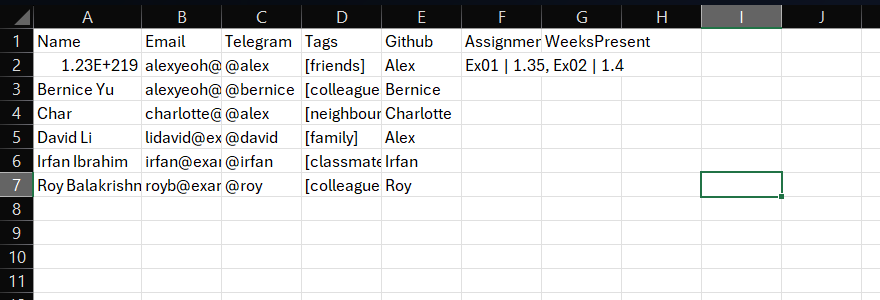 A B C D E F G H I J
1 Name Email Telegram Tags Github Assignmer WeeksPresent
2 1.23E+219 alexyeoh@ @alex [friends] Alex Ex01 | 1.35, Ex02 | 1.4
3 Bernice Yu alexyeoh@ @bernice [colleague Bernice
4 Char charlotte@ @alex [neighbour Charlotte
5 David Li lidavid@ex @david [family] Alex
6 Irfan Ibrahim irfan@exar @irfan [classmate Irfan
7 Roy Balakrishn royb@exar @roy [colleague Roy
8
9
10
11